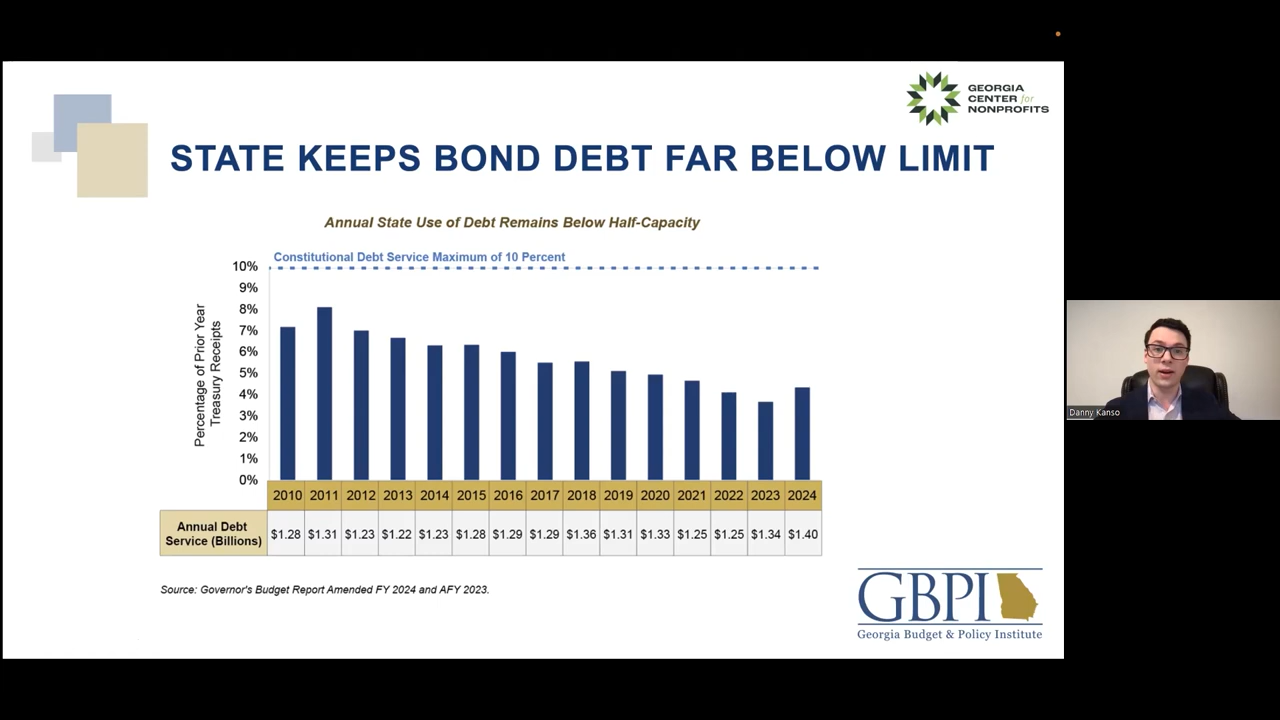 GEORGIA
CENTER for
NONPROFITS
STATE KEEPS BOND DEBT FAR BELOW LIMIT
Annual State Use of Debt Remains Below Half-Capacity
Constitutional Debt Service Maximum of 10 Percent
Percentage of Prior Year
Treasury Receipts
10%
9%
8%
7%
6%
5%
4%
3%
2%
1%
0%
2010 2011 2012 2013 2014 2015 2016 2017 2018 2019 2020 2021 2022 2023 2024
Annual Debt
Service (Billions)
$1.28 $1.31 $1.23 $1.22 $1.23 $1.28 $1.29 $1.29 $1.36 $1.31 $1.33 $1.25 $1.25 $1.34 $1.40
Source: Governor's Budget Report Amended FY 2024 and AFY 2023.
GBPI
Georgia Budget & Policy Institute
Danny Kanso